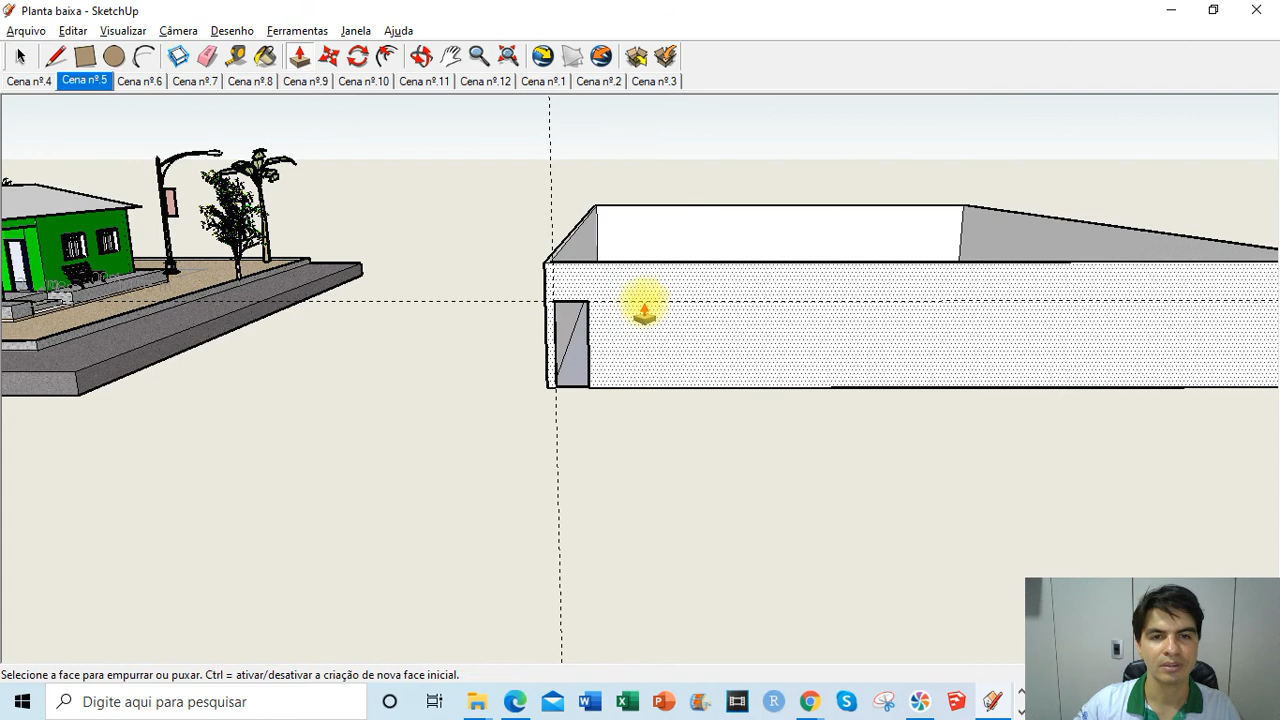 Planta baixa - SketchUp
Arquivo Editar Visualizar Câmera Desenho Ferramentas Janela Ajuda
Cena nº.4 Cena nº.5 Cena nº.6 Cena nº.7 Cena nº.8 Cena nº.9 Cena nº.10 Cena nº.11 Cena nº.12 Cena nº.1 Cena nº.2 Cena nº.3
Selecione a face para empurrar ou puxar. Ctrl = ativar/desativar a criação de nova face inicial.
Digite aqui para pesquisar